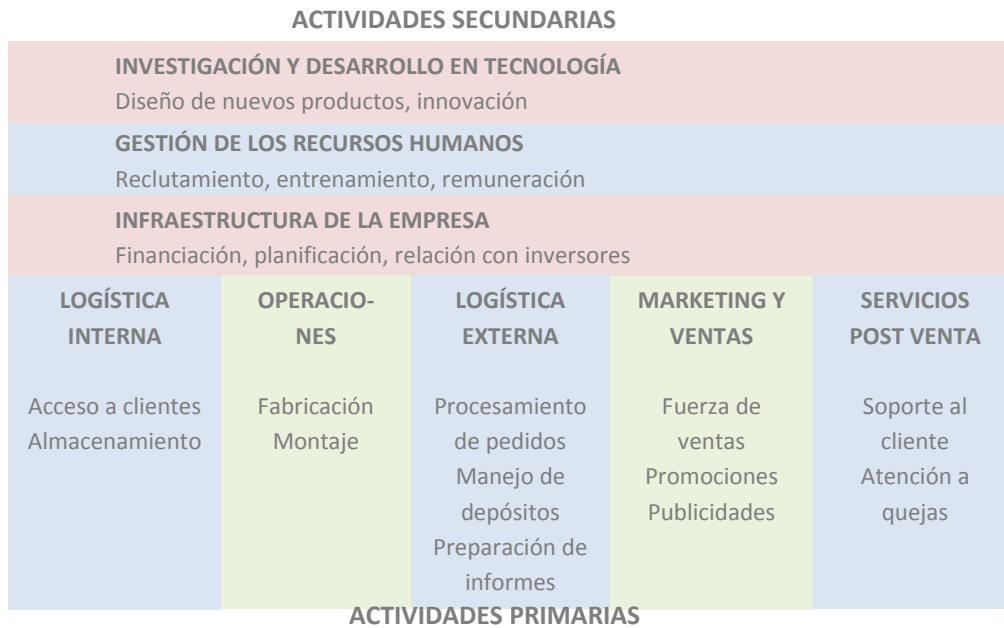 ACTIVIDADES SECUNDARIAS
INVESTIGACIÓN Y DESARROLLO EN TECNOLOGÍA
Diseño de nuevos productos, innovación
GESTIÓN DE LOS RECURSOS HUMANOS
Reclutamiento, entrenamiento, remuneración
INFRAESTRUCTURA DE LA EMPRESA
Financiación, planificación, relación con inversores
LOGÍSTICA
INTERNA
Acceso a clientes
Almacenamiento
OPERACIO-
NES
Fabricación
Montaje
LOGÍSTICA
EXTERNA
Procesamiento
de pedidos
Manejo de
depósitos
Preparación de
informes
MARKETING Y
VENTAS
Fuerza de
ventas
Promociones
Publicidades
SERVICIOS
POST VENTA
Soporte al
cliente
Atención a
quejas
ACTIVIDADES PRIMARIAS